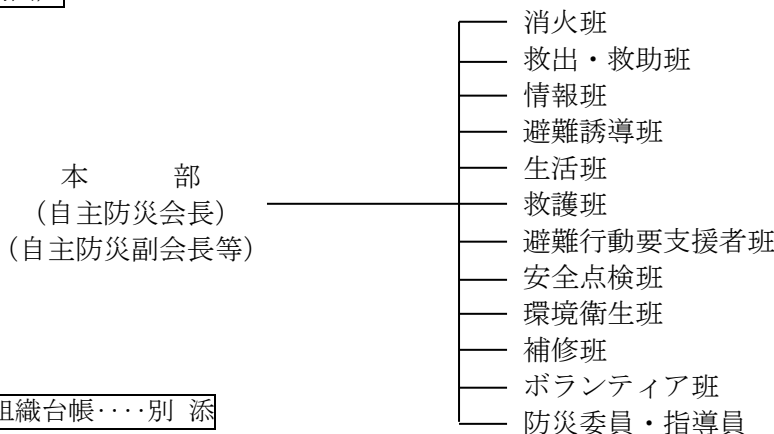 消火班
救出・救助班
情報班
避難誘導班
生活班
救護班
避難行動要支援者班
安全点検班
環境衛生班
補修班
ボランティア班
防災委員・指導員
本　　部
（自主防災会長）
（自主防災副会長等）
組織台帳‥‥別 添